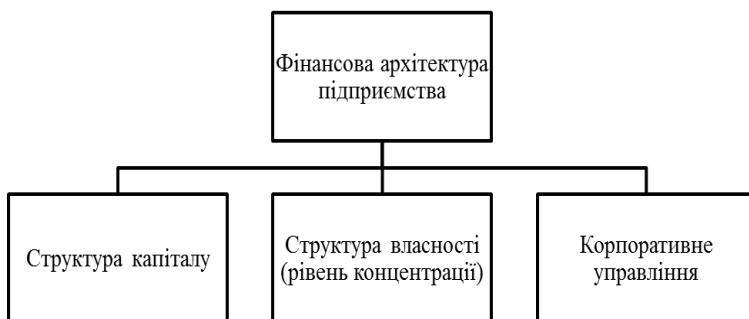 Фінансова архітектура
підприємства
Структура капіталу
Структура власності
(рівень концентрації)
Корпоративне
управління